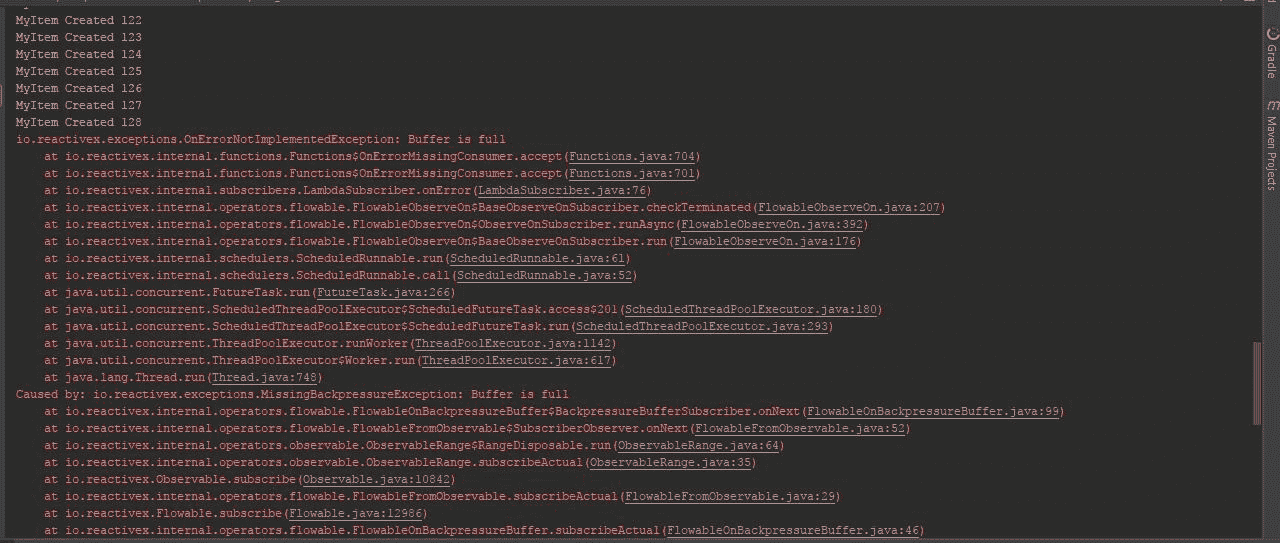 MyItem Created 122
MyItem Created 123
MyItem Created 124
MyItem Created 125
MyItem Created 126
MyItem Created 127
MyItem Created 128
io.reactivex.exceptions.OnErrorNotImplementedException: Buffer is full
at io.reactivex.internal.functions.Functions$OnErrorMissingConsumer.accept(Functions.java:704)
at io.reactivex.internal.functions.Functions$OnErrorMissingConsumer.accept(Functions.java:701)
at io.reactivex.internal.subscribers.LambdaSubscriber.onError(LambdaSubscriber.java:76)
at io.reactivex.internal.operators.flowable.FlowableObserveOn$BaseObserveOnSubscriber.checkTerminated(FlowableObserveOn.java:207)
at io.reactivex.internal.operators.flowable.FlowableObserveOn$ObserveOnSubscriber.runAsync(FlowableObserveOn.java:392)
at io.reactivex.internal.operators.flowable.FlowableObserveOn$BaseObserveOnSubscriber.run(FlowableObserveOn.java:176)
at io.reactivex.internal.schedulers.ScheduledRunnable.run(ScheduledRunnable.java:61)
at io.reactivex.internal.schedulers.ScheduledRunnable.call(ScheduledRunnable.java:52)
at java.util.concurrent.FutureTask.run(FutureTask.java:266)
at java.util.concurrent.ScheduledThreadPoolExecutor$ScheduledFutureTask.access$201(ScheduledThreadPoolExecutor.java:180)
at java.util.concurrent.ScheduledThreadPoolExecutor$ScheduledFutureTask.run(ScheduledThreadPoolExecutor.java:293)
at java.util.concurrent.ThreadPoolExecutor.runWorker(ThreadPoolExecutor.java:1142)
at java.util.concurrent.ThreadPoolExecutor$Worker.run(ThreadPoolExecutor.java:617)
at java.lang.Thread.run(Thread.java:748)
Caused by: io.reactivex.exceptions.MissingBackpressureException: Buffer is full
at io.reactivex.internal.operators.flowable.FlowableOnBackpressureBuffer$BackpressureBufferSubscriber.onNext(FlowableOnBackpressureBuffer.java:99)
at io.reactivex.internal.operators.flowable.FlowableFromObservable$SubscriberObserver.onNext(FlowableFromObservable.java:52)
at io.reactivex.internal.operators.observable.ObservableRange$RangeDisposable.run(ObservableRange.java:64)
at io.reactivex.internal.operators.observable.ObservableRange.subscribeActual(ObservableRange.java:35)
at io.reactivex.Observable.subscribe(Observable.java:10842)
at io.reactivex.internal.operators.flowable.FlowableFromObservable.subscribeActual(FlowableFromObservable.java:29)
at io.reactivex.Flowable.subscribe(Flowable.java:12986)
at io.reactivex.internal.operators.flowable.FlowableOnBackpressureBuffer.subscribeActual(FlowableOnBackpressureBuffer.java:46)
Gradle
m Maven Projects